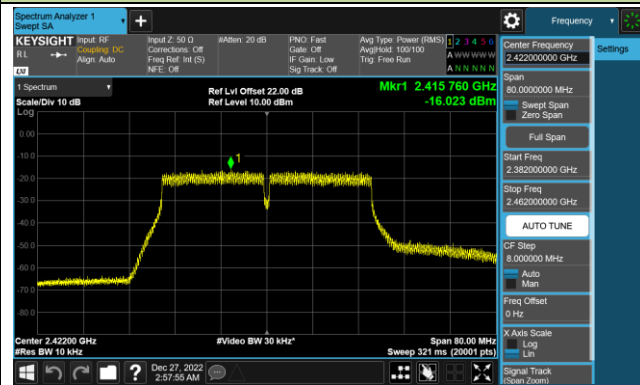 Spectrum Analyzer 1
Swept SA
+
Frequency
KEYSIGHT
RL
LXI
Input: RF
Coupling: DC
Align: Auto
Input Z: 50 Ω
Corrections: Off
Freq Ref: Int (S)
NFE: Off
#Atten: 20 dB
PNO: Fast
Gate: Off
IF Gain: Low
Sig Track: Off
Avg Type: Power (RMS)
Avg|Hold: 100/100
Trig: Free Run
1 2 3 4 5 6
A W W W W W
A N N N N N
1 Spectrum
Scale/Div 10 dB
Log
Ref Lvl Offset 22.00 dB
Ref Level 10.00 dBm
Mkr1 2.415 760 GHz
-16.023 dBm
0.00
-10.0
-20.0
-30.0
-40.0
-50.0
-60.0
-70.0
-80.0
1
Center 2.42200 GHz
#Res BW 10 kHz
#Video BW 30 kHz*
Span 80.00 MHz
Sweep 321 ms (20001 pts)
Center Frequency
2.422000000 GHz
Settings
Span
80.0000000 MHz
Swept Span
Zero Span
Full Span
Start Freq
2.382000000 GHz
Stop Freq
2.462000000 GHz
AUTO TUNE
CF Step
8.000000 MHz
Auto
Man
Freq Offset
0 Hz
X Axis Scale
Log
Lin
Signal Track
(Span Zoom)
?
Dec 27, 2022
2:57:55 AM